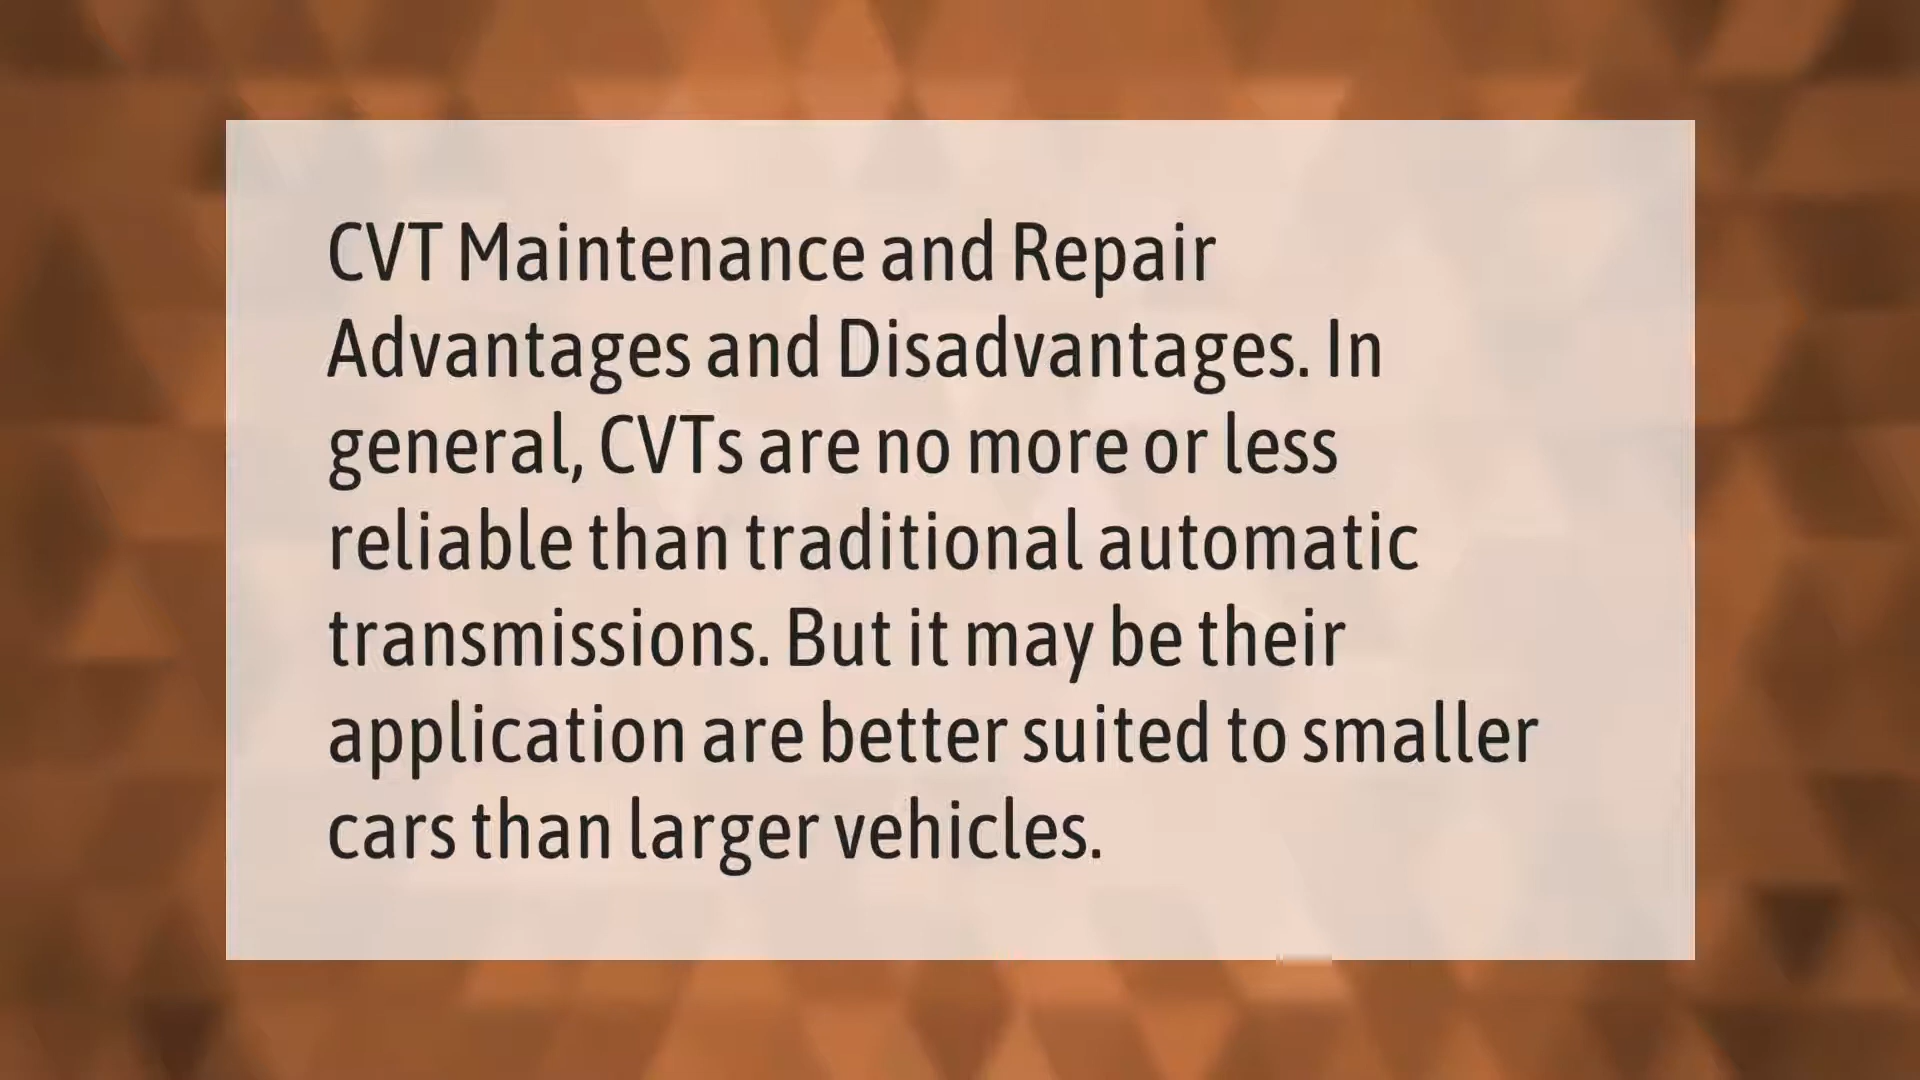 CVT Maintenance and Repair
Advantages and Disadvantages. In
general, CVTs are no more or less
reliable than traditional automatic
transmissions. But it may be their
application are better suited to smaller
cars than larger vehicles.